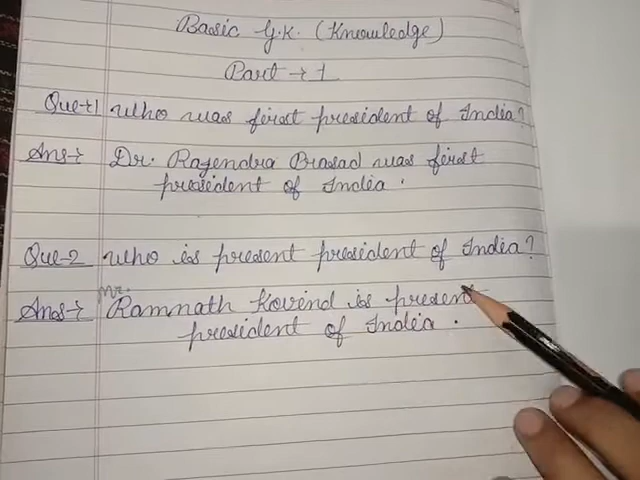 Basic G.K. (Knowledge)
Part → 1
Que→1 who was first president of India?
Ans→ Dr. Rajendra Prasad was first
president of India.
Que-2 who is present president of India?
Mr.
Ans→ Ramnath Kovind is present
president of India.